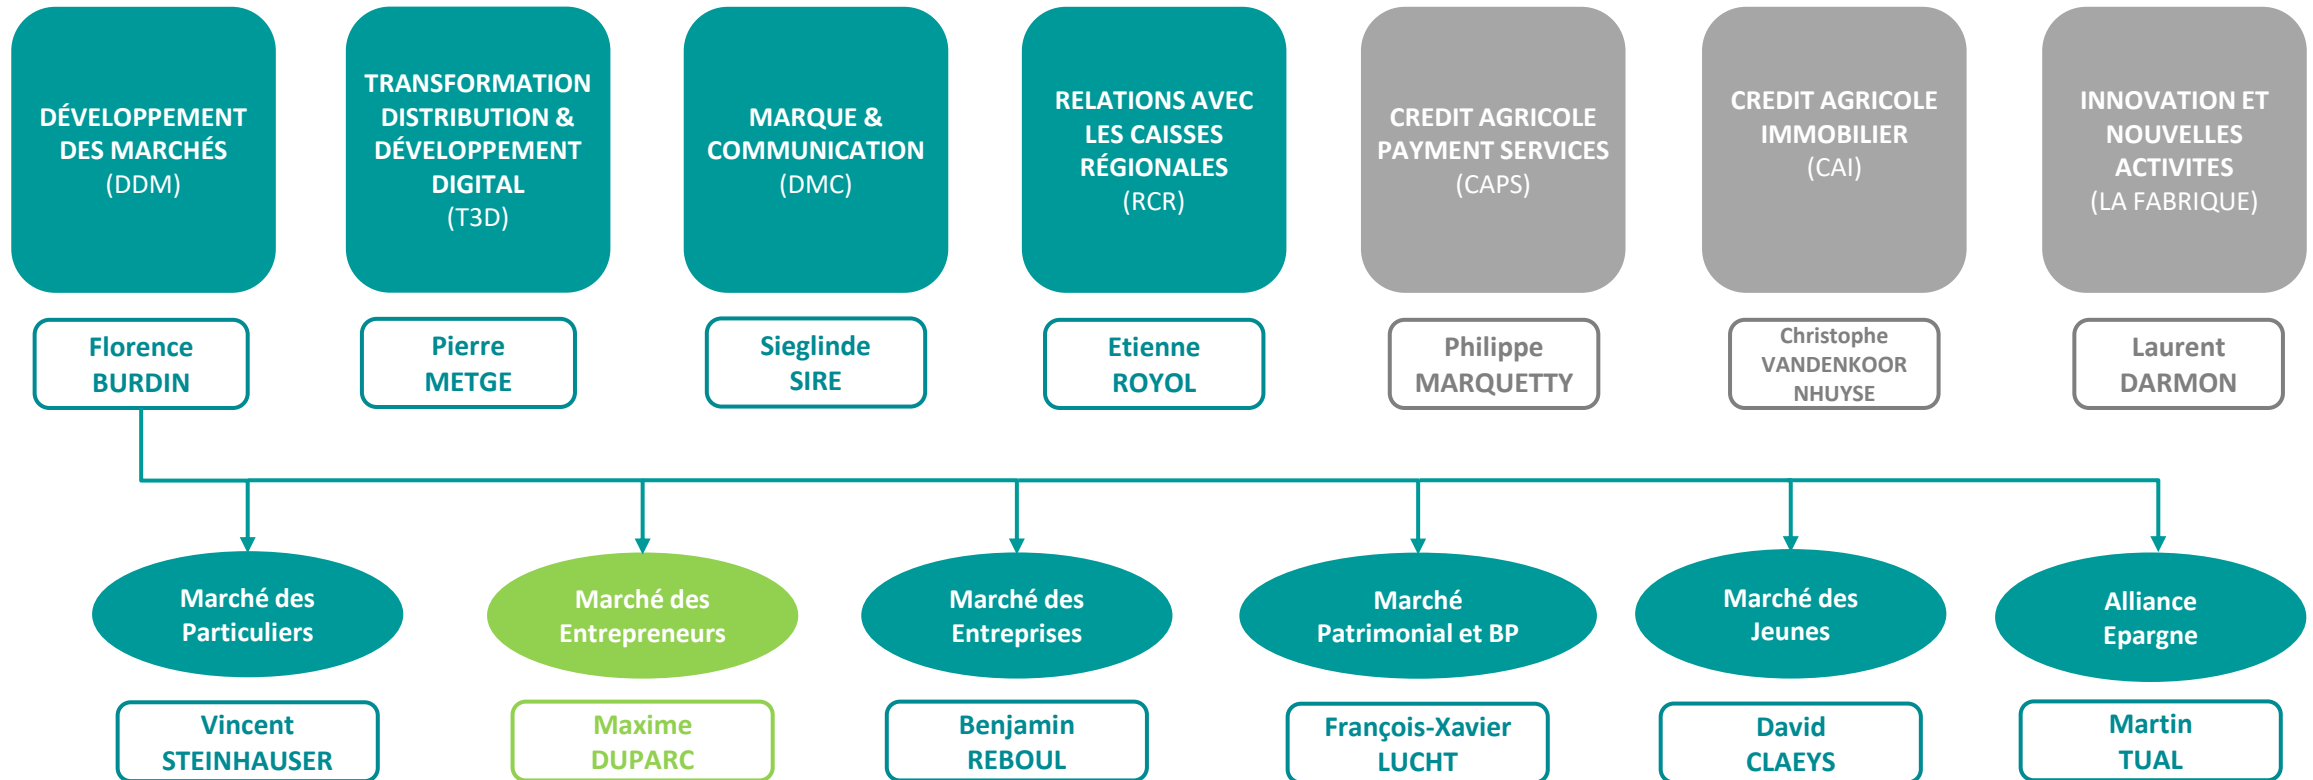 DÉVELOPPEMENT
DES MARCHÉS
(DDM)
TRANSFORMATION
DISTRIBUTION &
DÉVELOPPEMENT
DIGITAL
(T3D)
MARQUE &
COMMUNICATION
(DMC)
RELATIONS AVEC
LES CAISSES
RÉGIONALES
(RCR)
CREDIT AGRICOLE
PAYMENT SERVICES
(CAPS)
CREDIT AGRICOLE
IMMOBILIER
(CAI)
INNOVATION ET
NOUVELLES
ACTIVITES
(LA FABRIQUE)
Florence
BURDIN
Pierre
METGE
Sieglinde
SIRE
Etienne
ROYOL
Philippe
MARQUETTY
Christophe
VANDENKOOR
NHUYSE
Laurent
DARMON
Marché des
Particuliers
Marché des
Entrepreneurs
Marché des
Entreprises
Marché
Patrimonial et BP
Marché des
Jeunes
Alliance
Epargne
Vincent
STEINHAUSER
Maxime
DUPARC
Benjamin
REBOUL
François-Xavier
LUCHT
David
CLAEYS
Martin
TUAL